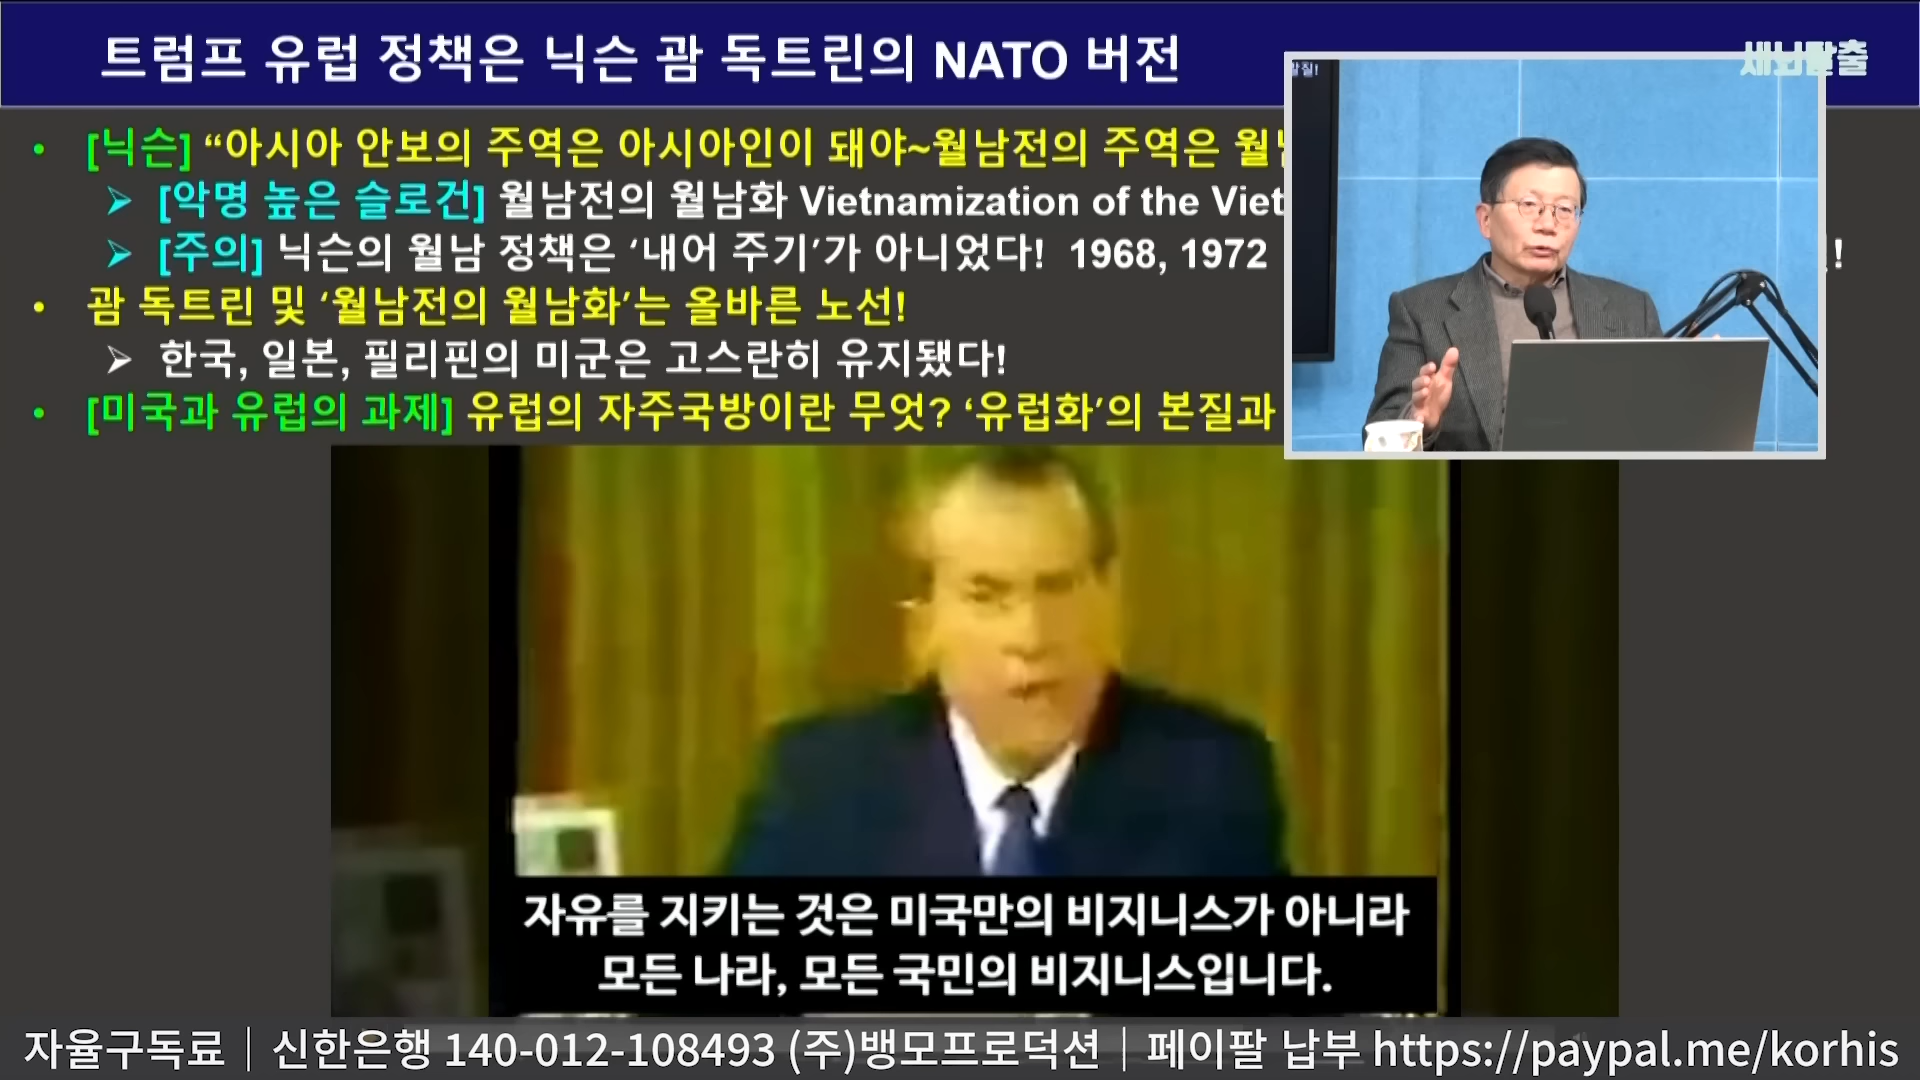 트럼프 유럽 정책은 닉슨 괌 독트린의 NATO 버전
세뇌탈출
• [닉슨] “아시아 안보의 주역은 아시아인이 돼야~월남전의 주역은
➢ [악명 높은 슬로건] 월남전의 월남화 Vietnamization of the
➢ [주의] 닉슨의 월남 정책은 ‘내어 주기’가 아니었다! 1968, 1972 !
• 괌 독트린 및 ‘월남전의 월남화’는 올바른 노선!
➢ 한국, 일본, 필리핀의 미군은 고스란히 유지됐다!
• [미국과 유럽의 과제] 유럽의 자주국방이란 무엇? ‘유럽화’의 본질과
자유를 지키는 것은 미국만의 비지니스가 아니라
모든 나라, 모든 국민의 비지니스입니다.
자율구독료｜신한은행 140-012-108493 (주)뱅모프로덕션｜페이팔 납부 https://paypal.me/korhis